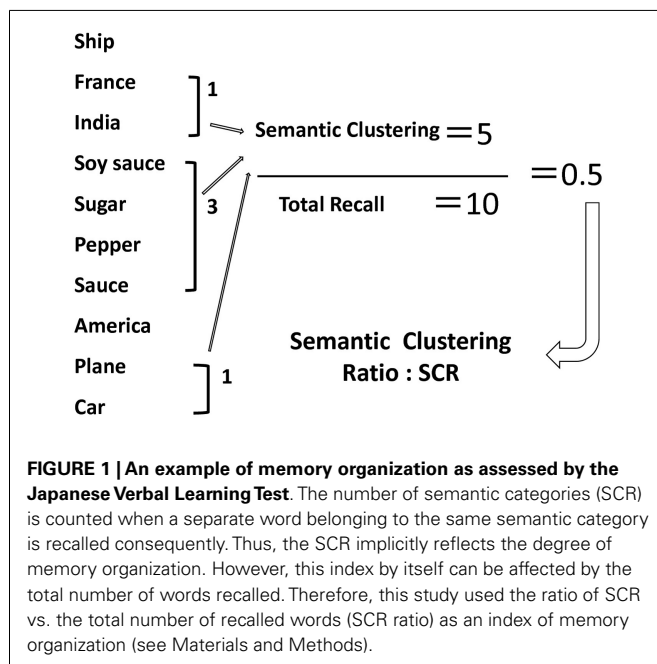 Ship
France
1
India
Semantic Clustering =5
Soy sauce
=0.5
Sugar
3
Total Recall =10
Pepper
Sauce
America
Semantic Clustering
Ratio : SCR
Plane
1
Car
FIGURE 1 | An example of memory organization as assessed by the
Japanese Verbal Learning Test. The number of semantic categories (SCR)
is counted when a separate word belonging to the same semantic category
is recalled consequently. Thus, the SCR implicitly reflects the degree of
memory organization. However, this index by itself can be affected by the
total number of words recalled. Therefore, this study used the ratio of SCR
vs. the total number of recalled words (SCR ratio) as an index of memory
organization (see Materials and Methods).